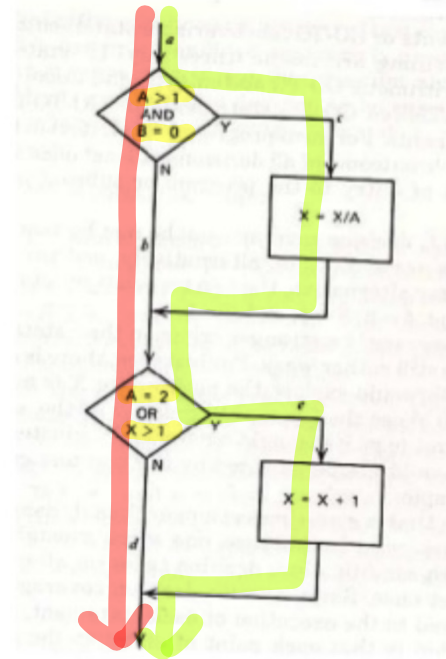 a
A > 1
AND
B = 0
Y
c
N
X = X/A
b
A = 2
OR
X > 1
Y
e
N
X = X + 1
d